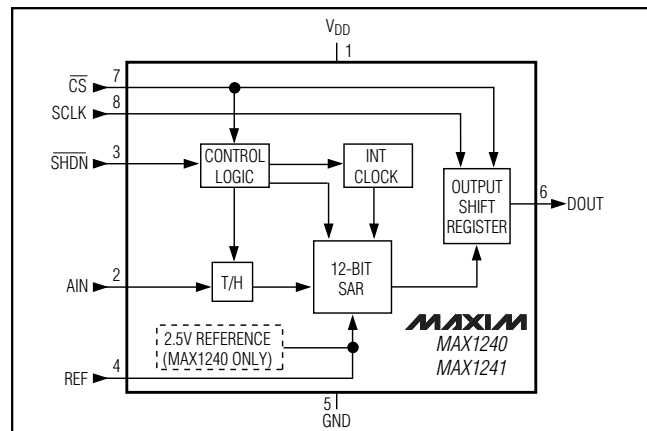 VDD
1
7
CS
8
SCLK
3
SHDN
CONTROL
LOGIC
INT
CLOCK
OUTPUT
SHIFT
REGISTER
6
DOUT
2
AIN
T/H
12-BIT
SAR
2.5V REFERENCE
(MAX1240 ONLY)
MAXIM
MAX1240
MAX1241
4
REF
5
GND